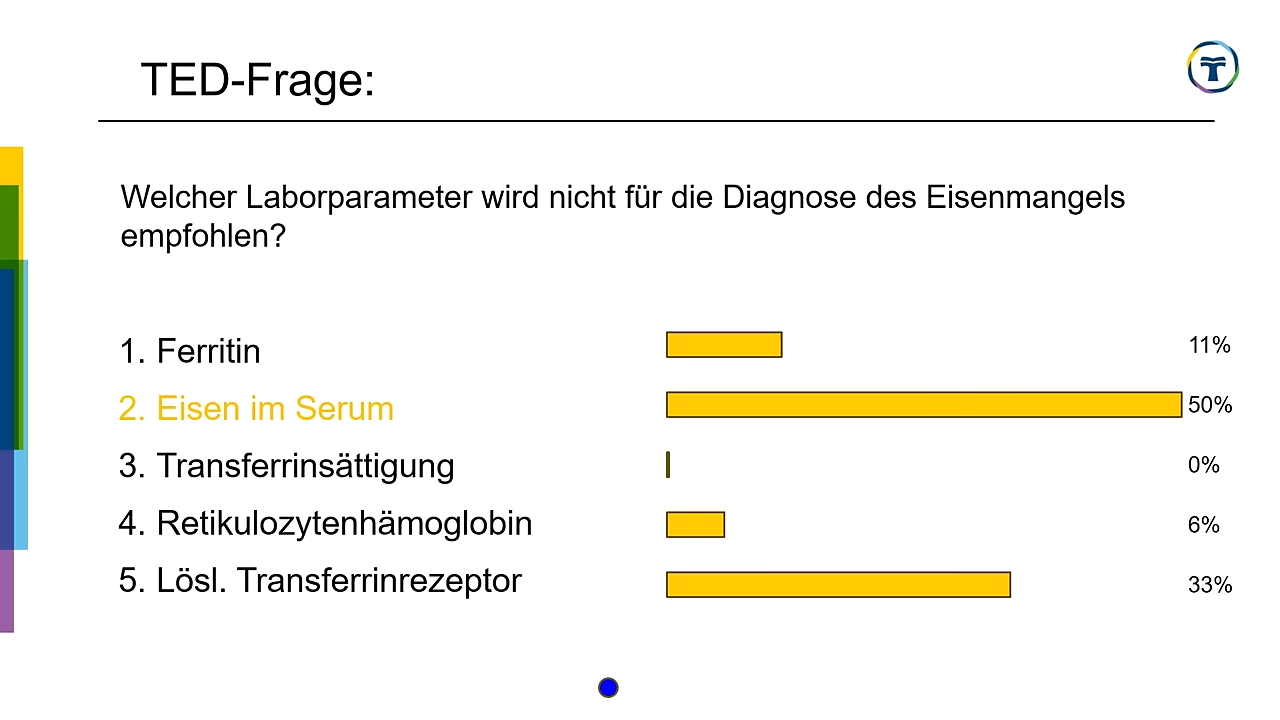 TED-Frage:
Welcher Laborparameter wird nicht für die Diagnose des Eisenmangels
empfohlen?
1. Ferritin 11%
2. Eisen im Serum 50%
3. Transferrinsättigung 0%
4. Retikulozytenhämoglobin 6%
5. Lösl. Transferrinrezeptor 33%